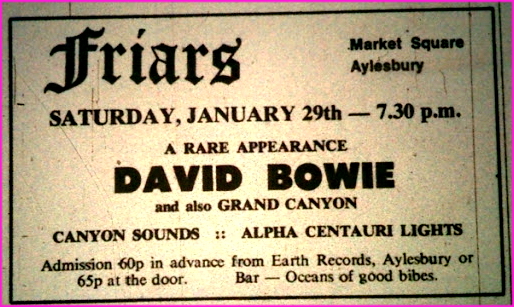 Friars
Market Square
Aylesbury
SATURDAY, JANUARY 29th — 7.30 p.m.
A RARE APPEARANCE
DAVID BOWIE
and also GRAND CANYON
CANYON SOUNDS :: ALPHA CENTAURI LIGHTS
Admission 60p in advance from Earth Records, Aylesbury or
65p at the door. Bar — Oceans of good bibes.